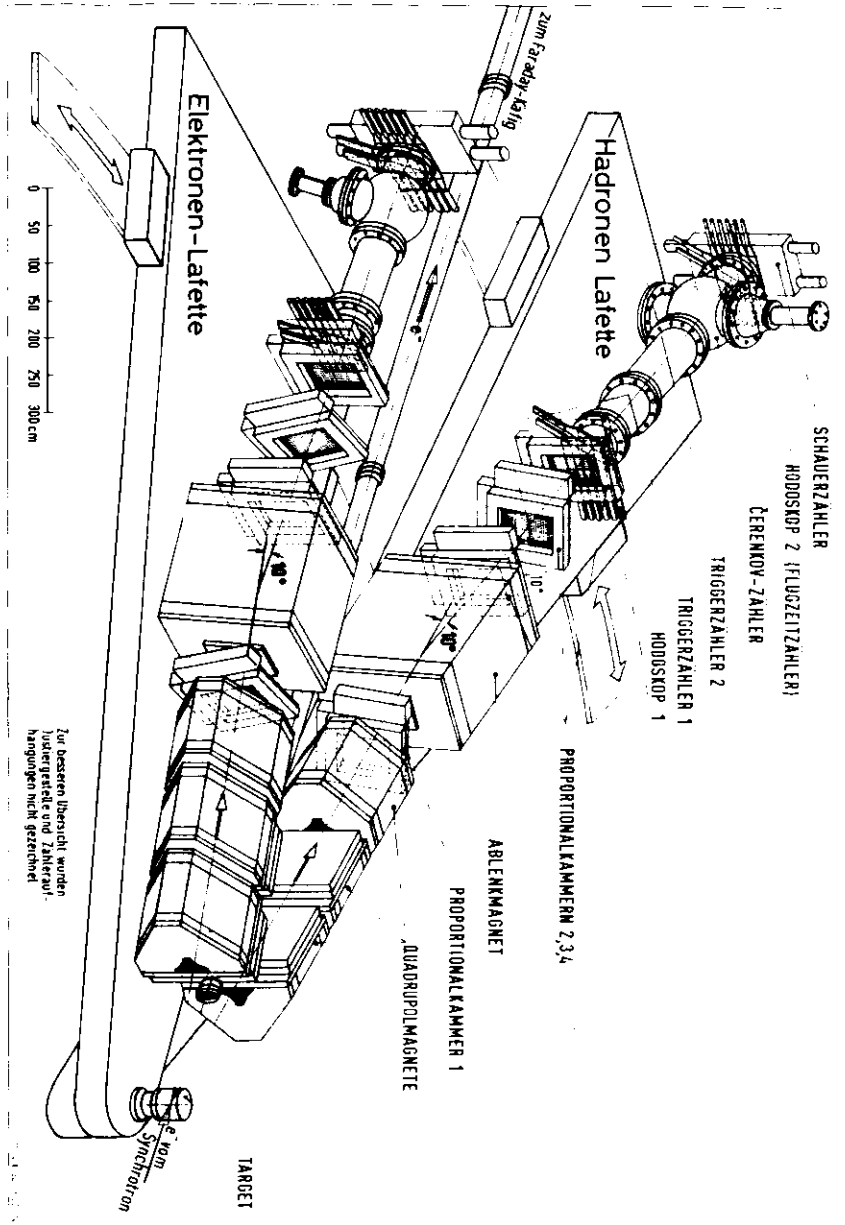 SCHAUERZÄHLER
HODOSKOP 2 (FLUGZEITZÄHLER)
ČERENKOV-ZÄHLER
TRIGGERZÄHLER 2
TRIGGERZÄHLER 1
HODOSKOP 1
PROPORTIONALKAMMERN 2,3,4
ABLENKMAGNET
PROPORTIONALKAMMER 1
QUADRUPOLMAGNETE
TARGET
zum Faraday-Käfig
Hadronen Lafette
e⁻
10°
10°
10°
Elektronen-Lafette
0 50 100 150 200 250 300 cm
e⁻ vom
Synchrotron
Zur besseren Übersicht wurden
Justiergestelle und Zählerauf-
hängungen nicht gezeichnet